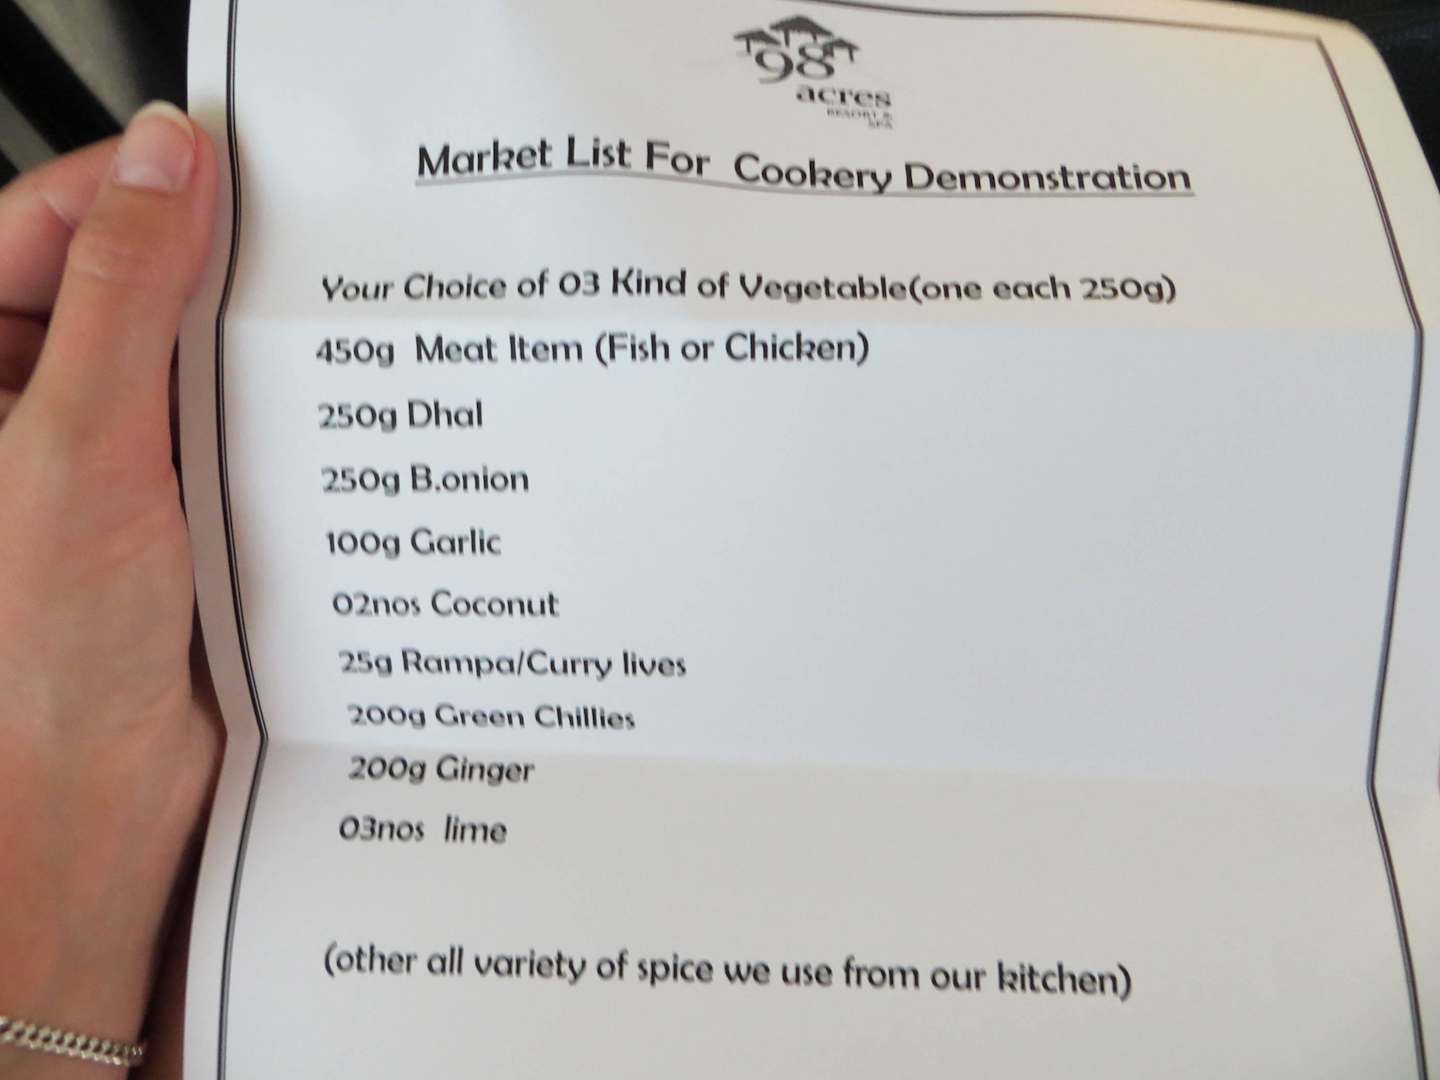 98
acres
RESORT &
SPA
Market List For Cookery Demonstration
Your Choice of 03 Kind of Vegetable(one each 250g)
450g Meat Item (Fish or Chicken)
250g Dhal
250g B.onion
100g Garlic
02nos Coconut
25g Rampa/Curry lives
200g Green Chillies
200g Ginger
03nos lime
(other all variety of spice we use from our kitchen)